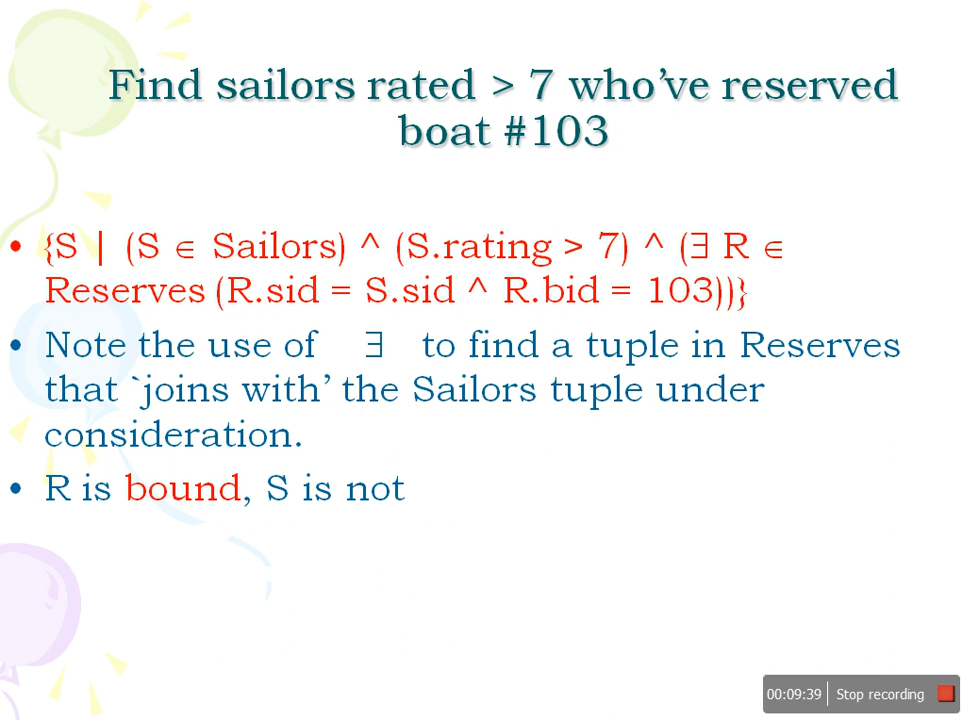 Find sailors rated > 7 who’ve reserved
boat #103
• {S | (S ∈ Sailors) ^ (S.rating > 7) ^ (∃ R ∈
Reserves (R.sid = S.sid ^ R.bid = 103))}
• Note the use of ∃ to find a tuple in Reserves
that `joins with’ the Sailors tuple under
consideration.
• R is bound, S is not
00:09:39 Stop recording